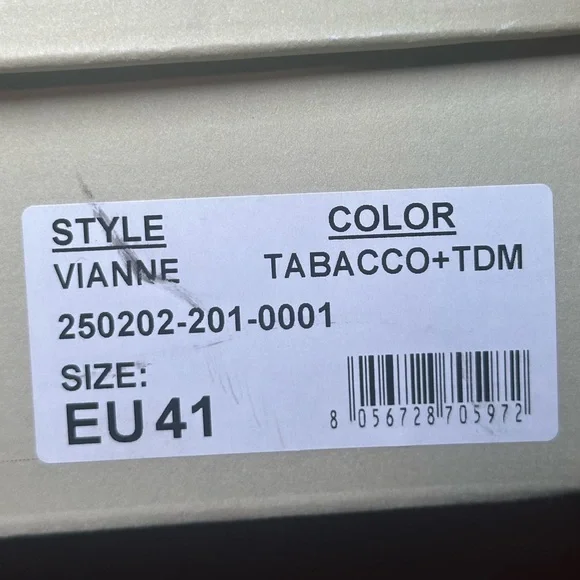 STYLE COLOR
VIANNE TABACCO+TDM
250202-201-0001
SIZE:
EU 41
8 056728 705972